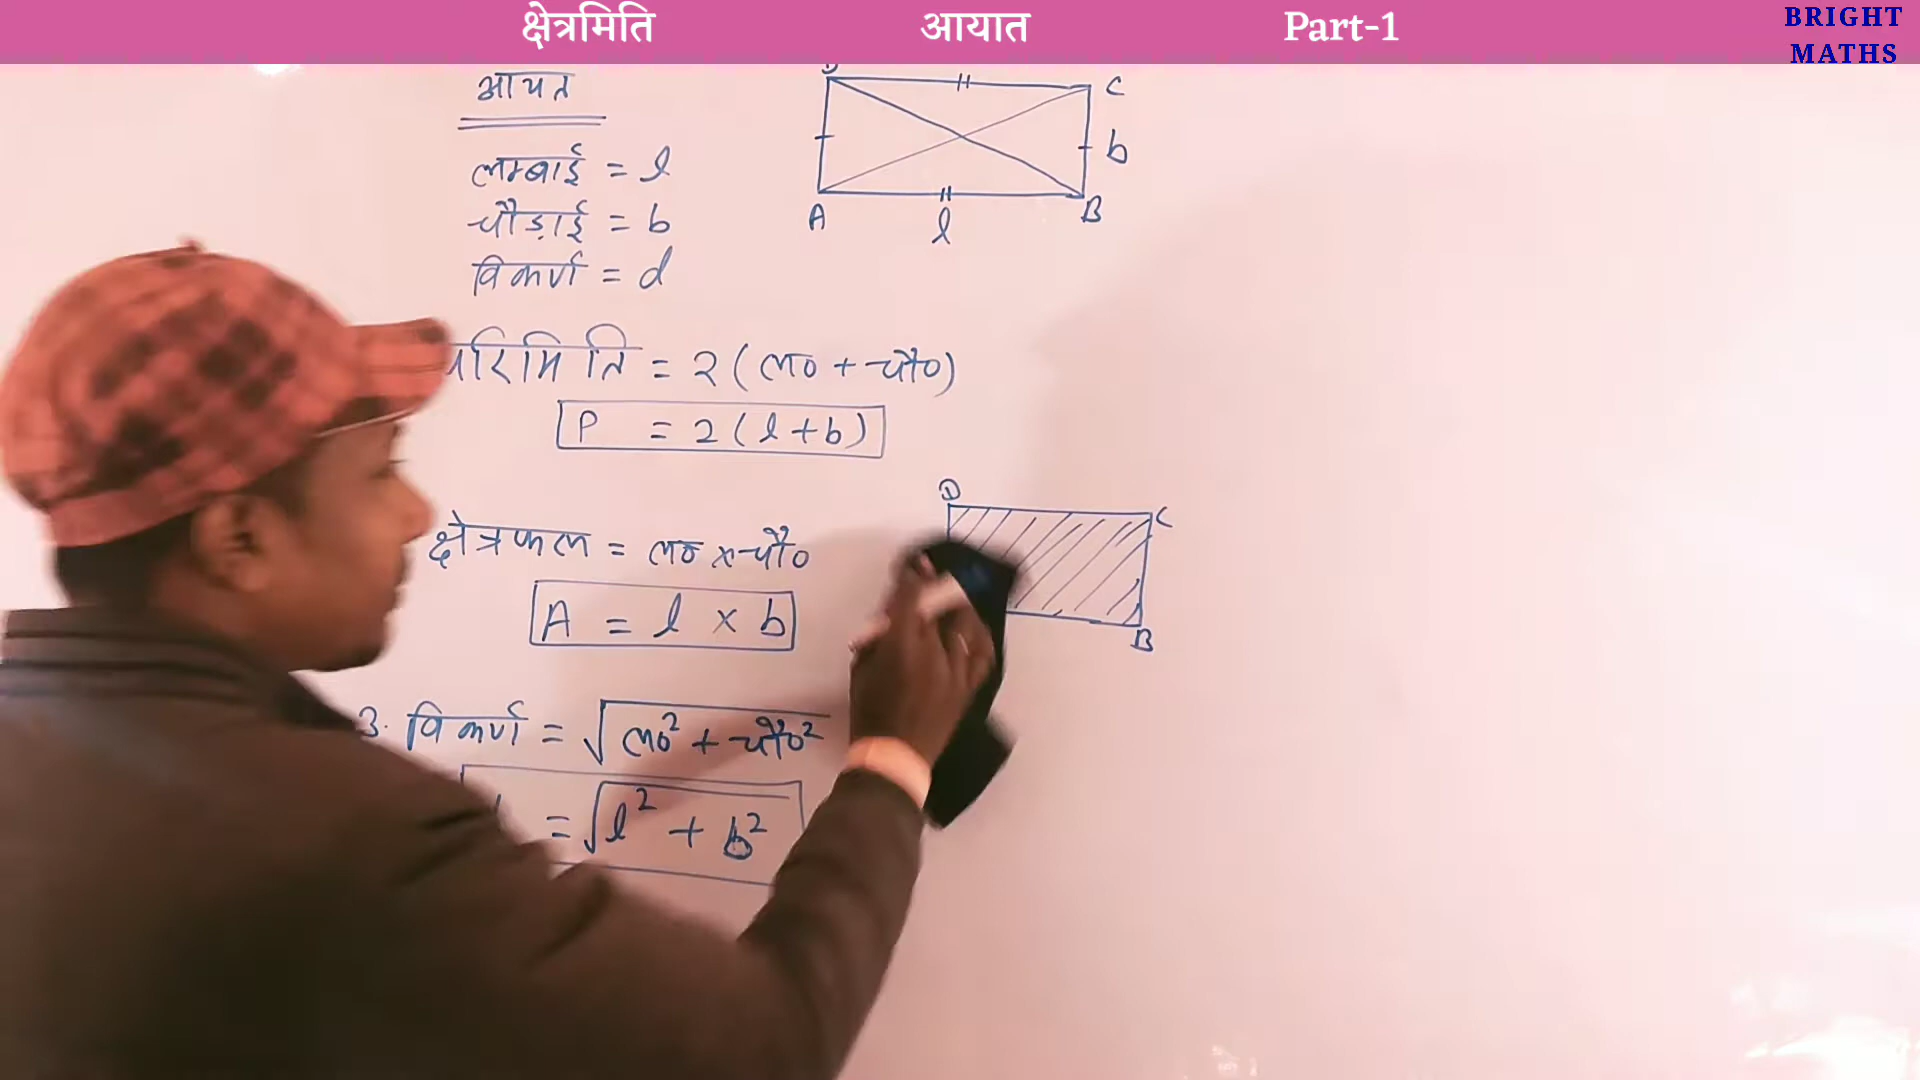 क्षेत्रमिति आयात Part-1
BRIGHT
MATHS
आयत
लम्बाई = l
चौड़ाई = b
विकर्ण = d
C
b
A
B
l
परिमिति = 2 (ल० + चौ०)
P = 2 (l + b)
D
C
क्षेत्रफल = ल० × चौ०
A = l × b
B
3. विकर्ण = √ल०² + चौ०²
= √l² + b²